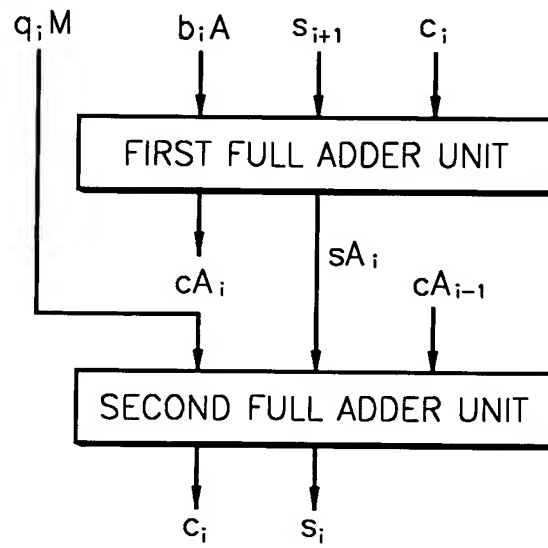 qᵢM bᵢA sᵢ₊₁ cᵢ
FIRST FULL ADDER UNIT
sAᵢ
cAᵢ cAᵢ₋₁
SECOND FULL ADDER UNIT
cᵢ sᵢ